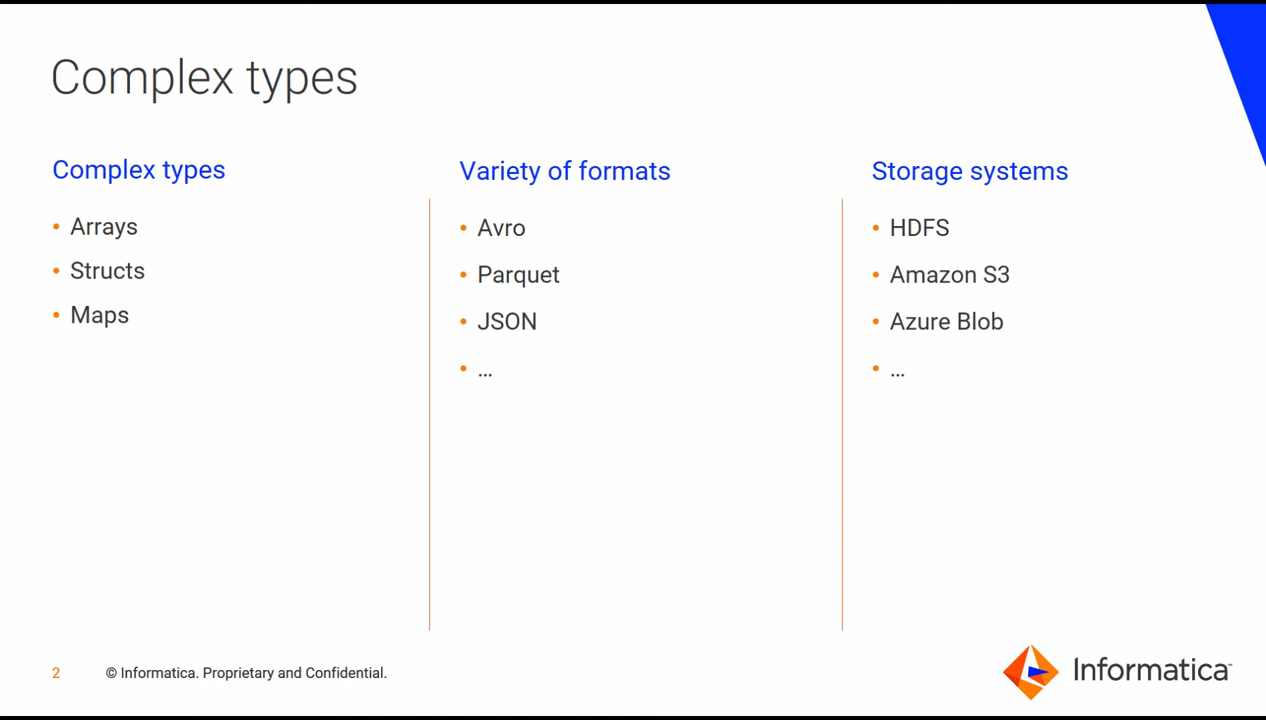 Complex types
Complex types
• Arrays
• Structs
• Maps
Variety of formats
• Avro
• Parquet
• JSON
• ...
Storage systems
• HDFS
• Amazon S3
• Azure Blob
• ...
2 © Informatica. Proprietary and Confidential.
Informatica™